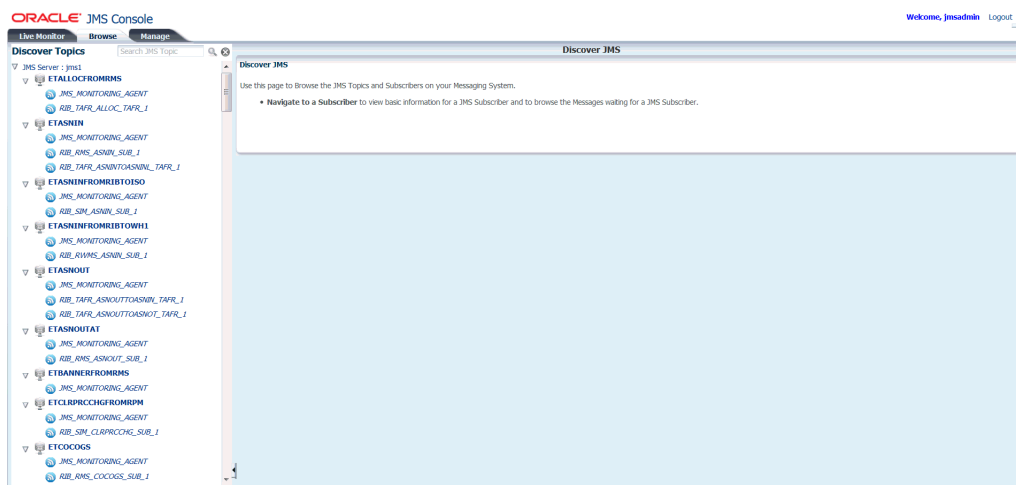 ORACLE JMS Console
Welcome, jmsadmin Logout
Live Monitor Browse Manage
Discover Topics Search JMS Topic
JMS Server : jms1
ETALLOCFROMRMS
JMS_MONITORING_AGENT
RIB_TAFR_ALLOC_TAFR_1
ETASNIN
JMS_MONITORING_AGENT
RIB_RMS_ASNIN_SUB_1
RIB_TAFR_ASNINTOASNINL_TAFR_1
ETASNINFROMRIBTOISO
JMS_MONITORING_AGENT
RIB_SIM_ASNIN_SUB_1
ETASNINFROMRIBTOWH1
JMS_MONITORING_AGENT
RIB_RWMS_ASNIN_SUB_1
ETASNOUT
JMS_MONITORING_AGENT
RIB_TAFR_ASNOUTTOASNIN_TAFR_1
RIB_TAFR_ASNOUTTOASNOT_TAFR_1
ETASNOUTAT
JMS_MONITORING_AGENT
RIB_RMS_ASNOUT_SUB_1
ETBANNERFROMRMS
JMS_MONITORING_AGENT
ETCLRPRCCHGFROMRPM
JMS_MONITORING_AGENT
RIB_SIM_CLRPRCCHG_SUB_1
ETCOCOGS
JMS_MONITORING_AGENT
RIB_RMS_COCOGS_SUB_1
Discover JMS
Discover JMS
Use this page to Browse the JMS Topics and Subscribers on your Messaging System.
• Navigate to a Subscriber to view basic information for a JMS Subscriber and to browse the Messages waiting for a JMS Subscriber.